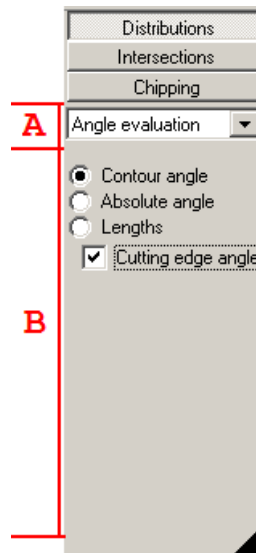 Distributions
Intersections
Chipping
A
Angle evaluation
Contour angle
Absolute angle
Lengths
Cutting edge angle
B